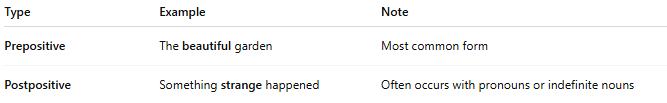 Type Example Note
Prepositive The beautiful garden Most common form
Postpositive Something strange happened Often occurs with pronouns or indefinite nouns